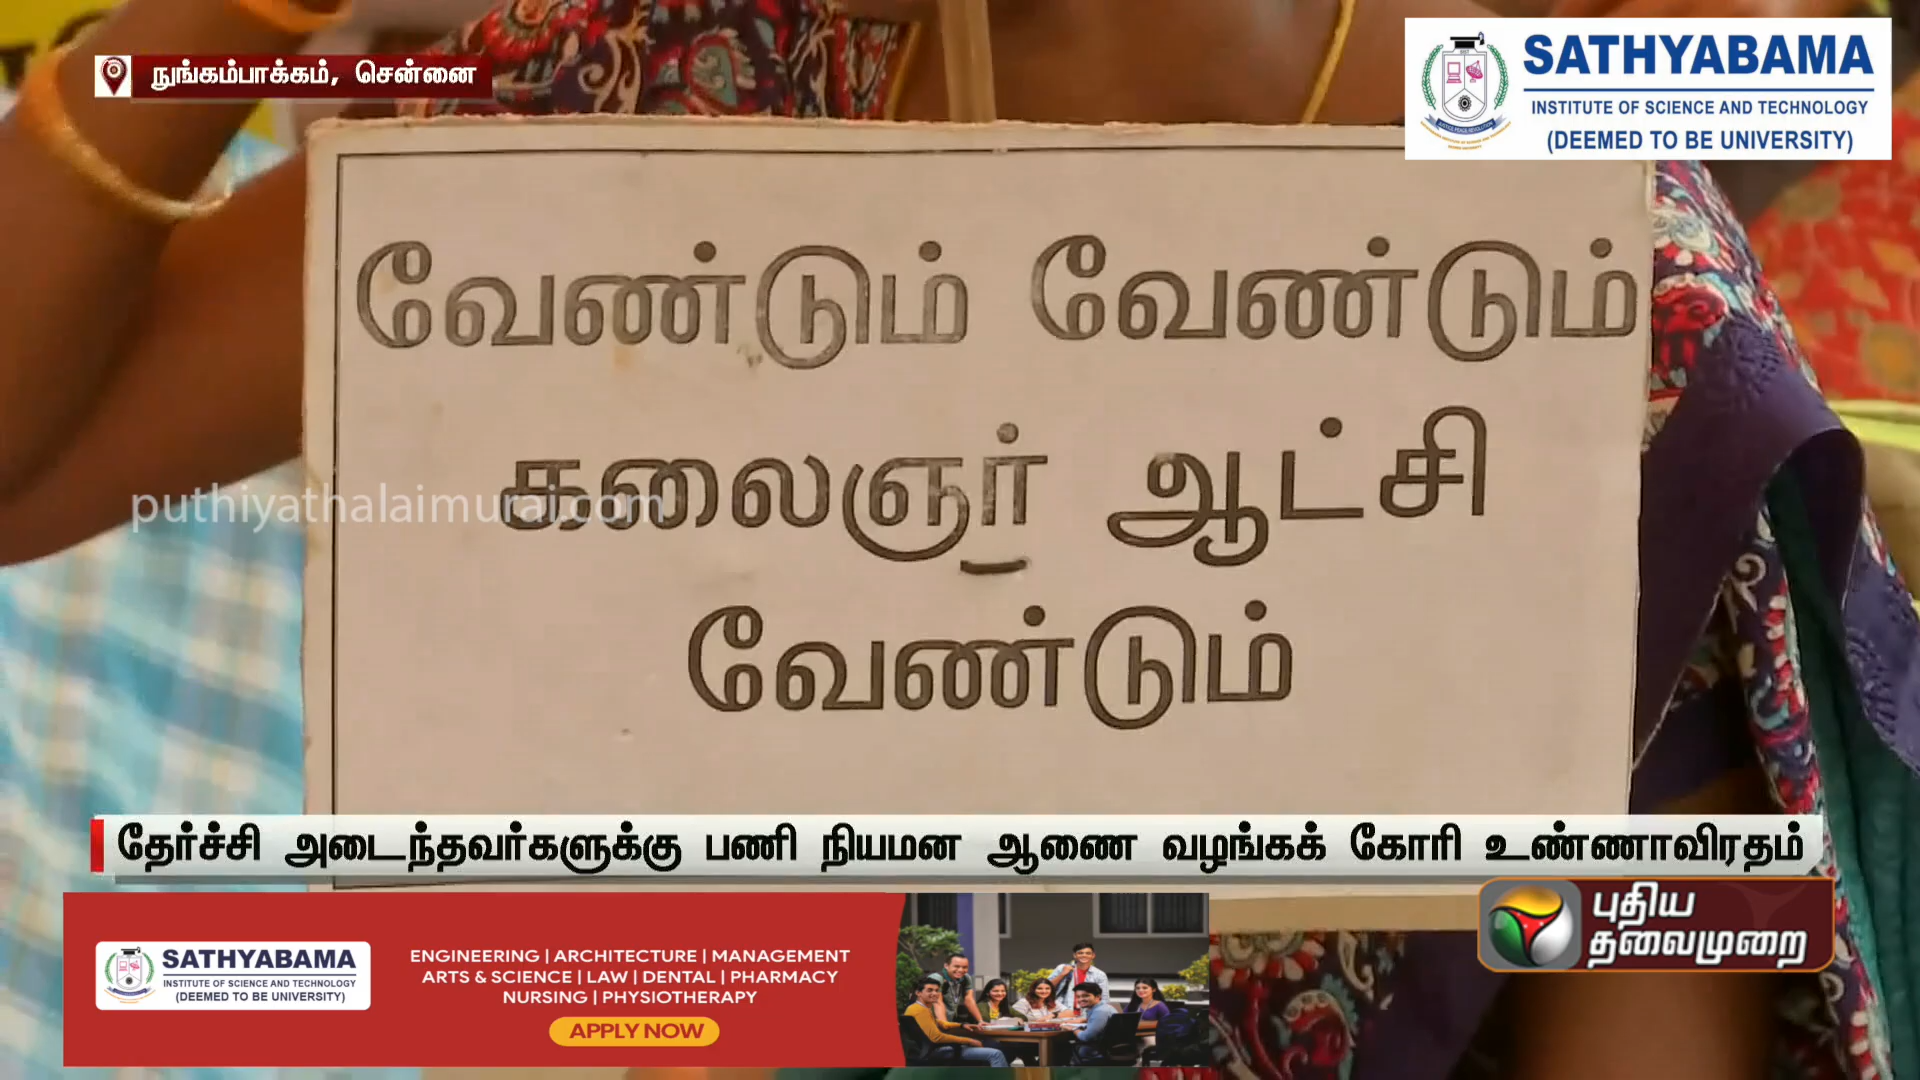 நுங்கம்பாக்கம், சென்னை
SATHYABAMA
INSTITUTE OF SCIENCE AND TECHNOLOGY
(DEEMED TO BE UNIVERSITY)
வேண்டும் வேண்டும்
கலைஞர் ஆட்சி
வேண்டும்
puthiyathalaimurai.com
தேர்ச்சி அடைந்தவர்களுக்கு பணி நியமன ஆணை வழங்கக் கோரி உண்ணாவிரதம்
புதிய
தலைமுறை
SATHYABAMA
INSTITUTE OF SCIENCE AND TECHNOLOGY
(DEEMED TO BE UNIVERSITY)
ENGINEERING | ARCHITECTURE | MANAGEMENT
ARTS & SCIENCE | LAW | DENTAL | PHARMACY
NURSING | PHYSIOTHERAPY
APPLY NOW